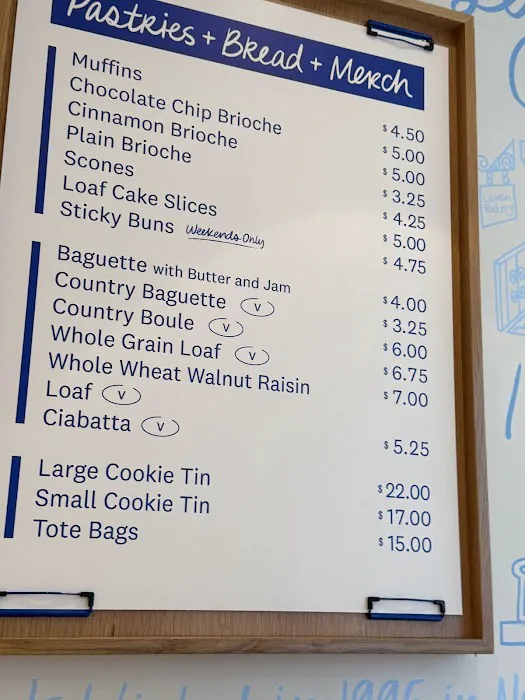 Pastries + Bread + Merch
Muffins $4.50
Chocolate Chip Brioche $5.00
Cinnamon Brioche $5.00
Plain Brioche $3.25
Scones $4.25
Loaf Cake Slices $5.00
Sticky Buns Weekends Only $4.75
Baguette with Butter and Jam $4.00
Country Baguette V $3.25
Country Boule V $6.00
Whole Grain Loaf V $6.75
Whole Wheat Walnut Raisin $7.00
Loaf V
Ciabatta V $5.25
Large Cookie Tin $22.00
Small Cookie Tin $17.00
Tote Bags $15.00